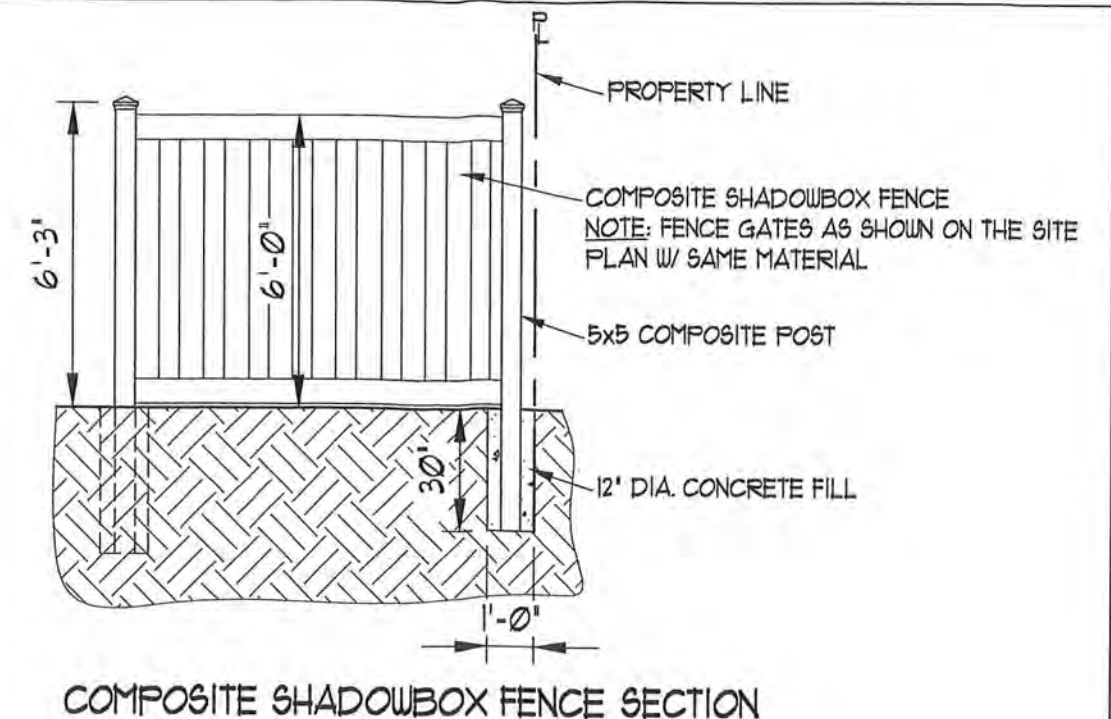 PL
PROPERTY LINE
COMPOSITE SHADOWBOX FENCE
NOTE: FENCE GATES AS SHOWN ON THE SITE
PLAN W/ SAME MATERIAL
6'-3"
6'-0"
5x5 COMPOSITE POST
30"
12" DIA. CONCRETE FILL
1'-0"
COMPOSITE SHADOWBOX FENCE SECTION